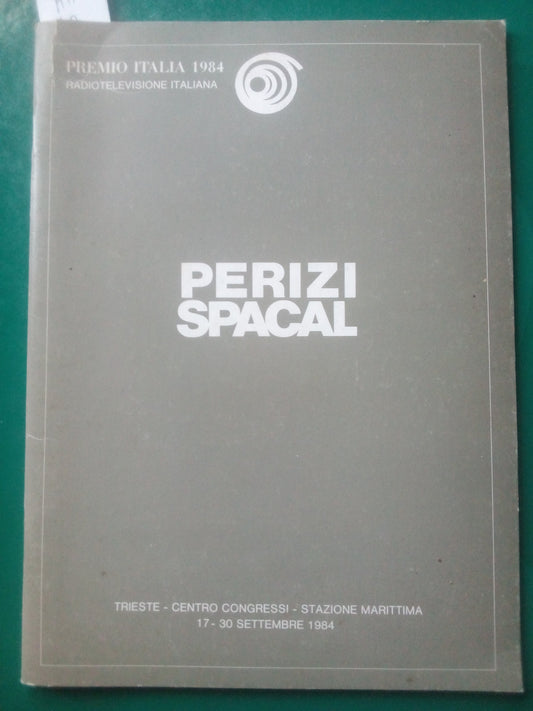 PREMIO ITALIA 1984
RADIOTELEVISIONE ITALIANA
PERIZI
SPACAL
TRIESTE - CENTRO CONGRESSI - STAZIONE MARITTIMA
17 - 30 SETTEMBRE 1984